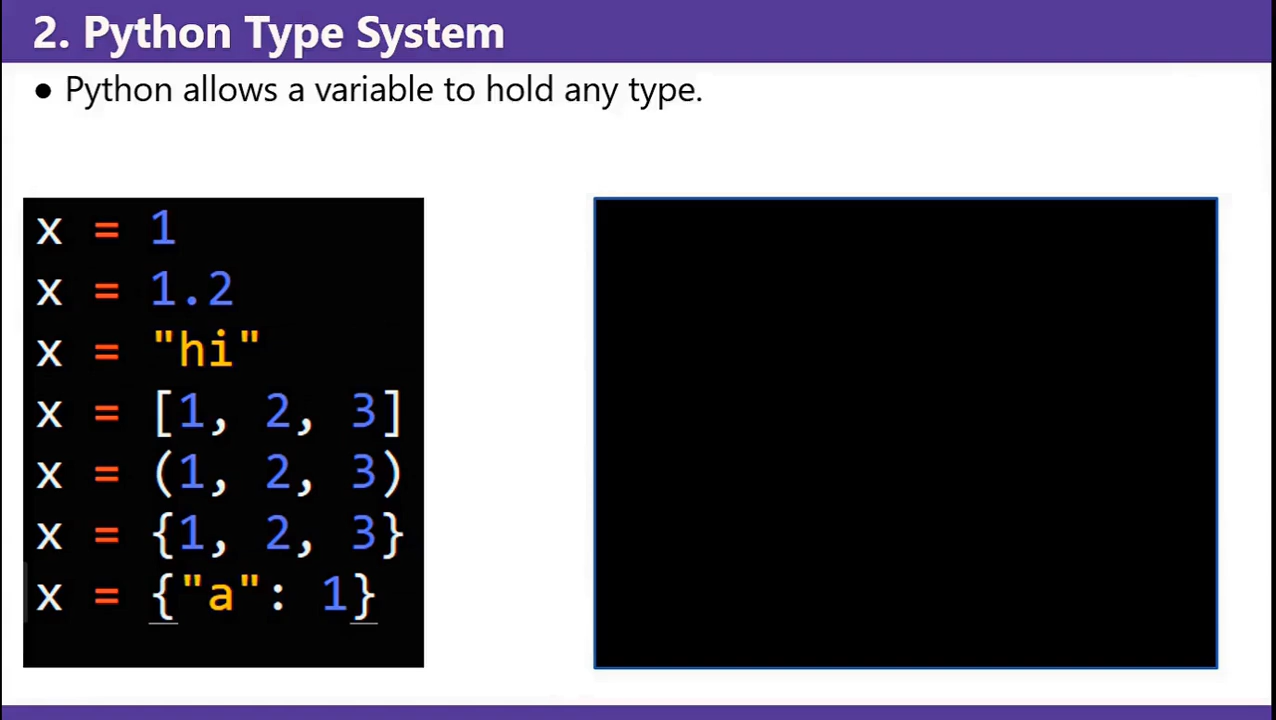 2. Python Type System
● Python allows a variable to hold any type.
x = 1
x = 1.2
x = "hi"
x = [1, 2, 3]
x = (1, 2, 3)
x = {1, 2, 3}
x = {"a": 1}